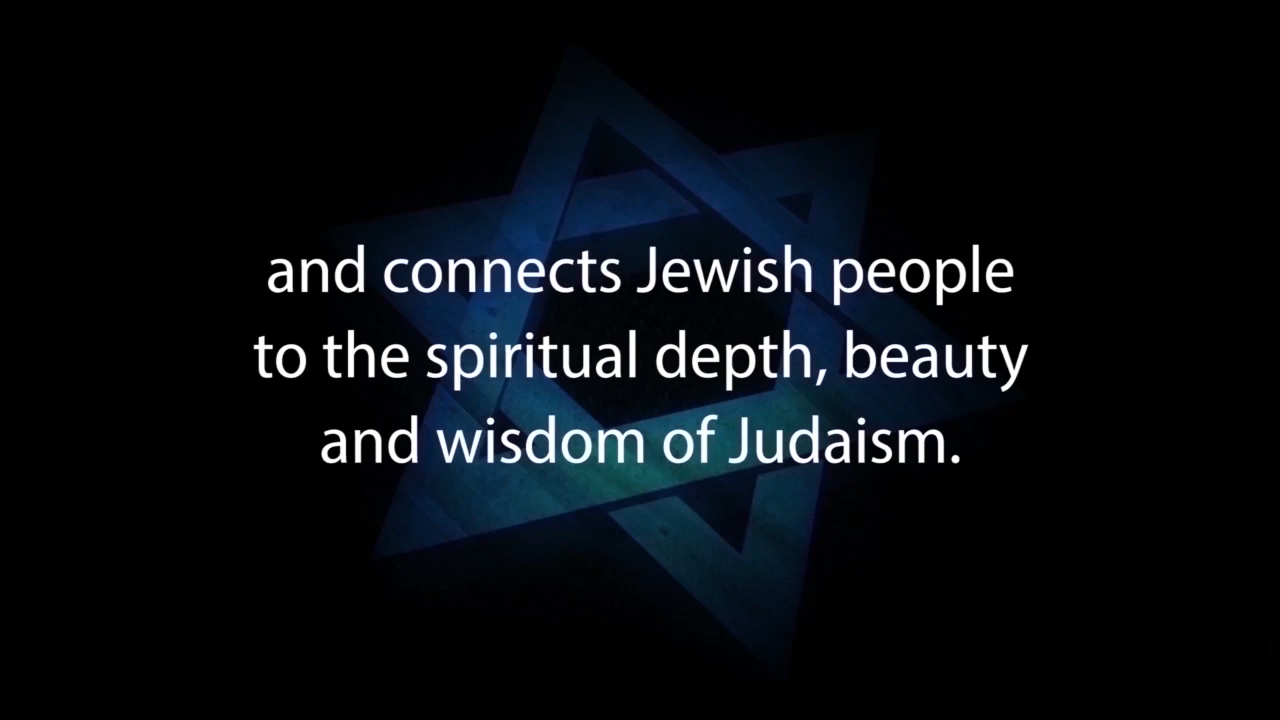 and connects Jewish people
to the spiritual depth, beauty
and wisdom of Judaism.